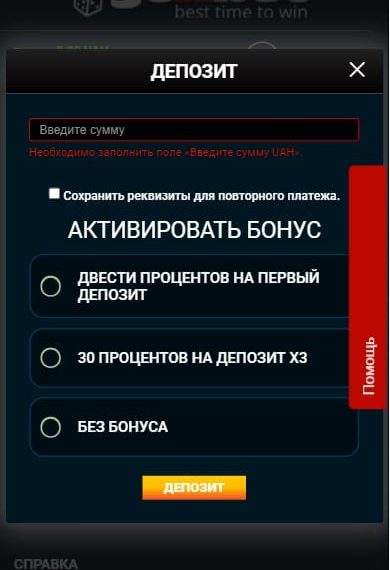 best time to win
ДЕПОЗИТ
Введите сумму
Необходимо заполнить поле «Введите сумму UAH».
Сохранить реквизиты для повторного платежа.
АКТИВИРОВАТЬ БОНУС
ДВЕСТИ ПРОЦЕНТОВ НА ПЕРВЫЙ
ДЕПОЗИТ
30 ПРОЦЕНТОВ НА ДЕПОЗИТ X3
БЕЗ БОНУСА
Помощь
ДЕПОЗИТ
СПРАВКА